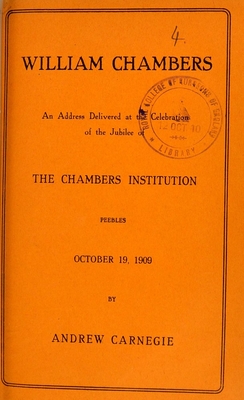 4.
WILLIAM CHAMBERS
An Address Delivered at the Celebration
of the Jubilee of
THE CHAMBERS INSTITUTION
PEEBLES
OCTOBER 19, 1909
BY
ANDREW CARNEGIE
LIBRARY